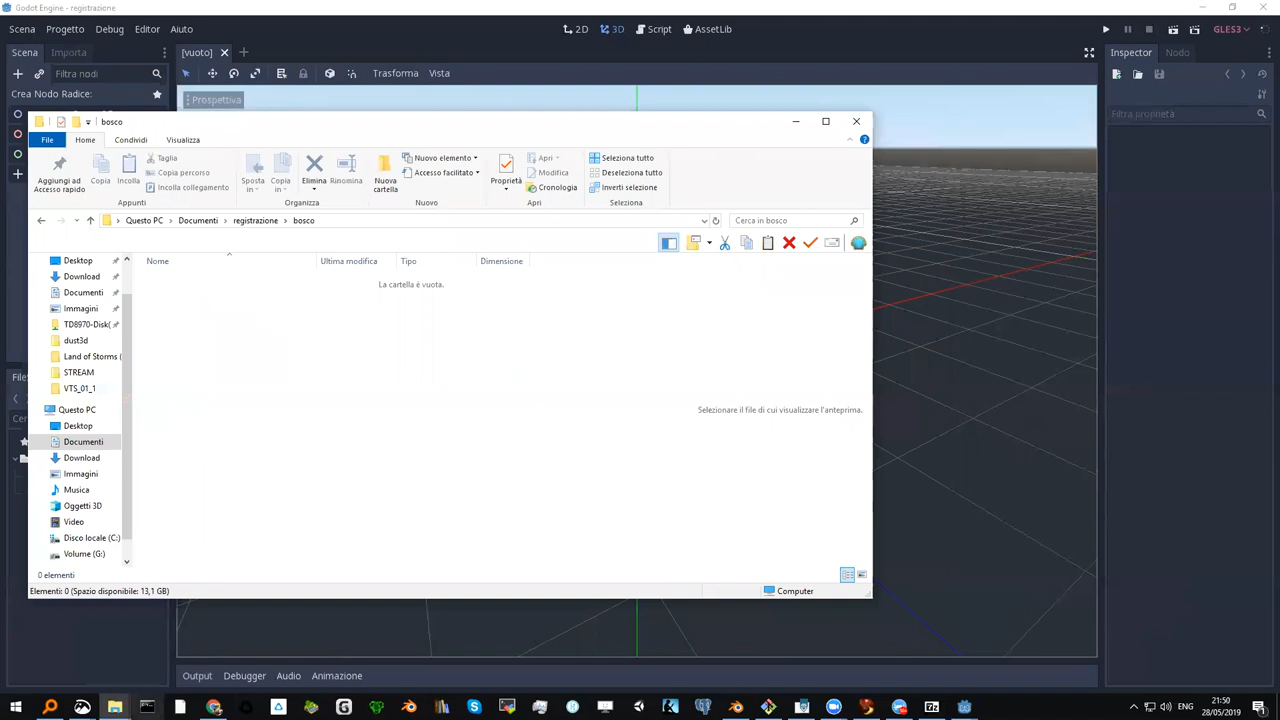 Godot Engine - registrazione
Scena Progetto Debug Editor Aiuto
2D 3D Script AssetLib
GLES3
Scena Importa
[vuoto]
Inspector Nodo
Filtra nodi
Trasforma Vista
Crea Nodo Radice:
Prospettiva
Filtra proprietà
bosco
File Home Condividi Visualizza
Aggiungi ad Accesso rapido
Copia
Incolla
Taglia
Copia percorso
Incolla collegamento
Appunti
Sposta in
Copia in
Elimina
Rinomina
Organizza
Nuova cartella
Nuovo elemento
Accesso facilitato
Nuovo
Proprietà
Apri
Modifica
Cronologia
Apri
Seleziona tutto
Deseleziona tutto
Inverti selezione
Seleziona
Questo PC > Documenti > registrazione > bosco
Cerca in bosco
Nome Ultima modifica Tipo Dimensione
La cartella è vuota.
Desktop
Download
Documenti
Immagini
TD8970-Disk(
dust3d
Land of Storms (
STREAM
VTS_01_1
Questo PC
Desktop
Documenti
Download
Immagini
Musica
Oggetti 3D
Video
Disco locale (C:)
Volume (G:)
Selezionare il file di cui visualizzare l'anteprima.
0 elementi
Elementi: 0 (Spazio disponibile: 13,1 GB)
Computer
Output Debugger Audio Animazione
ENG
21:50
28/05/2019